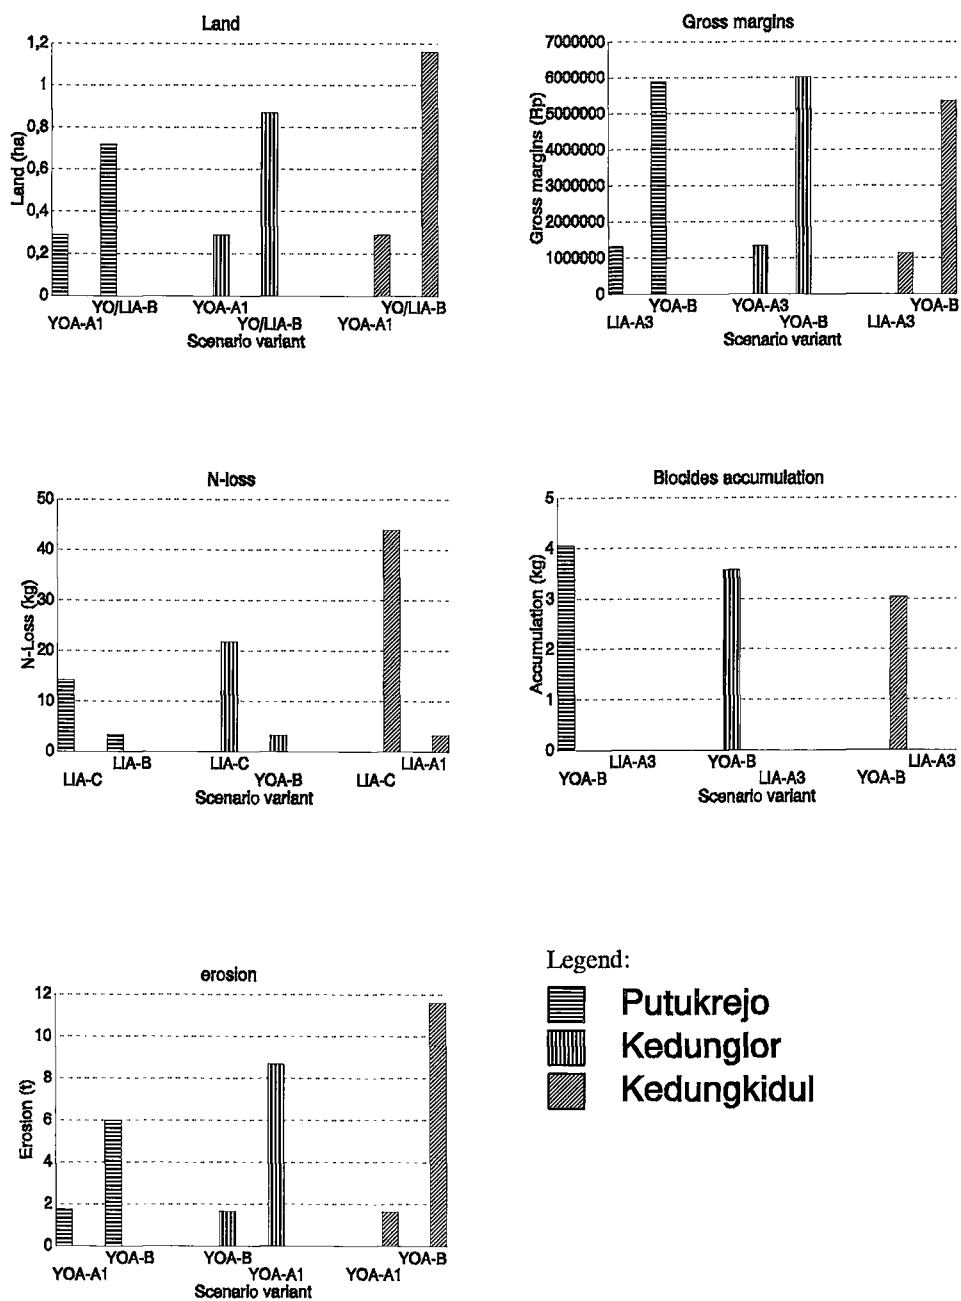 Land
1,2
1
0,8
0,6
0,4
0,2
0
Land (ha)
YO/LIA-B YOA-A1 YO/LIA-B
YOA-A1 YO/LIA-B YOA-A1
Scenario variant
Gross margins
7000000
6000000
5000000
4000000
3000000
2000000
1000000
0
Gross margins (Rp)
YOA-B YOA-A3 YOA-B
LIA-A3 YOA-B LIA-A3
Scenario variant
N-loss
50
40
30
20
10
0
N-Loss (kg)
LIA-B LIA-C LIA-A1
LIA-C YOA-B LIA-C
Scenario variant
Biocides accumulation
5
4
3
2
1
0
Accumulation (kg)
LIA-A3 YOA-B LIA-A3
YOA-B LIA-A3 YOA-B
Scenario variant
erosion
12
10
8
6
4
2
0
Erosion (t)
YOA-B YOA-B YOA-B
YOA-A1 YOA-A1 YOA-A1
Scenario variant
Legend:
Putukrejo
Kedunglor
Kedungkidul